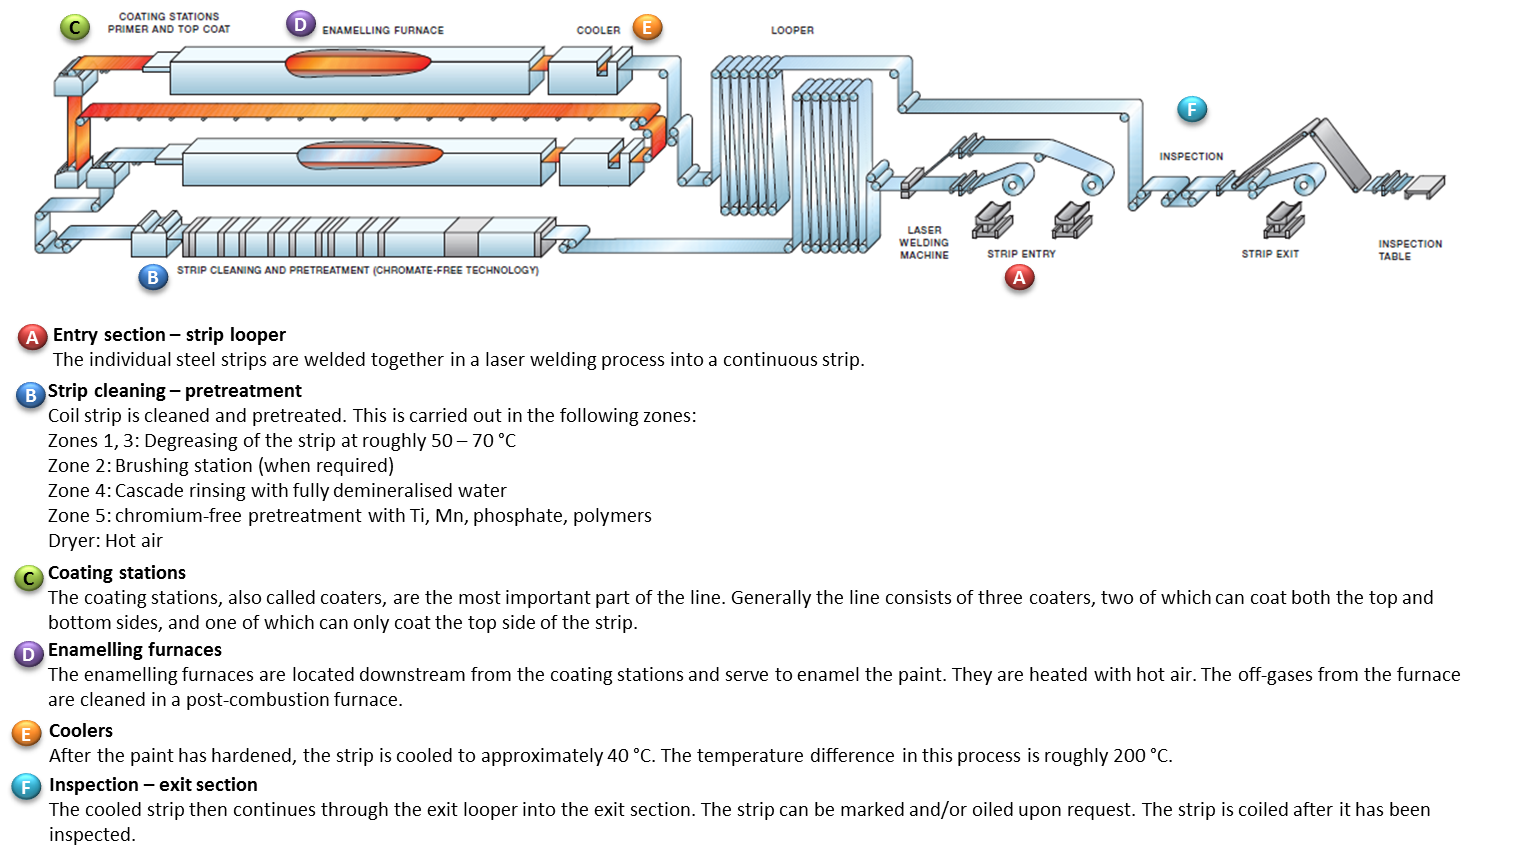 C
COATING STATIONS
PRIMER AND TOP COAT
D
ENAMELLING FURNACE
COOLER
E
LOOPER
F
INSPECTION
LASER
WELDING
MACHINE
STRIP ENTRY
A
STRIP EXIT
INSPECTION
TABLE
B
STRIP CLEANING AND PRETREATMENT (CHROMATE-FREE TECHNOLOGY)
A Entry section – strip looper
The individual steel strips are welded together in a laser welding process into a continuous strip.
B Strip cleaning – pretreatment
Coil strip is cleaned and pretreated. This is carried out in the following zones:
Zones 1, 3: Degreasing of the strip at roughly 50 – 70 °C
Zone 2: Brushing station (when required)
Zone 4: Cascade rinsing with fully demineralised water
Zone 5: chromium-free pretreatment with Ti, Mn, phosphate, polymers
Dryer: Hot air
C Coating stations
The coating stations, also called coaters, are the most important part of the line. Generally the line consists of three coaters, two of which can coat both the top and
bottom sides, and one of which can only coat the top side of the strip.
D Enamelling furnaces
The enamelling furnaces are located downstream from the coating stations and serve to enamel the paint. They are heated with hot air. The off-gases from the furnace
are cleaned in a post-combustion furnace.
E Coolers
After the paint has hardened, the strip is cooled to approximately 40 °C. The temperature difference in this process is roughly 200 °C.
F Inspection – exit section
The cooled strip then continues through the exit looper into the exit section. The strip can be marked and/or oiled upon request. The strip is coiled after it has been
inspected.